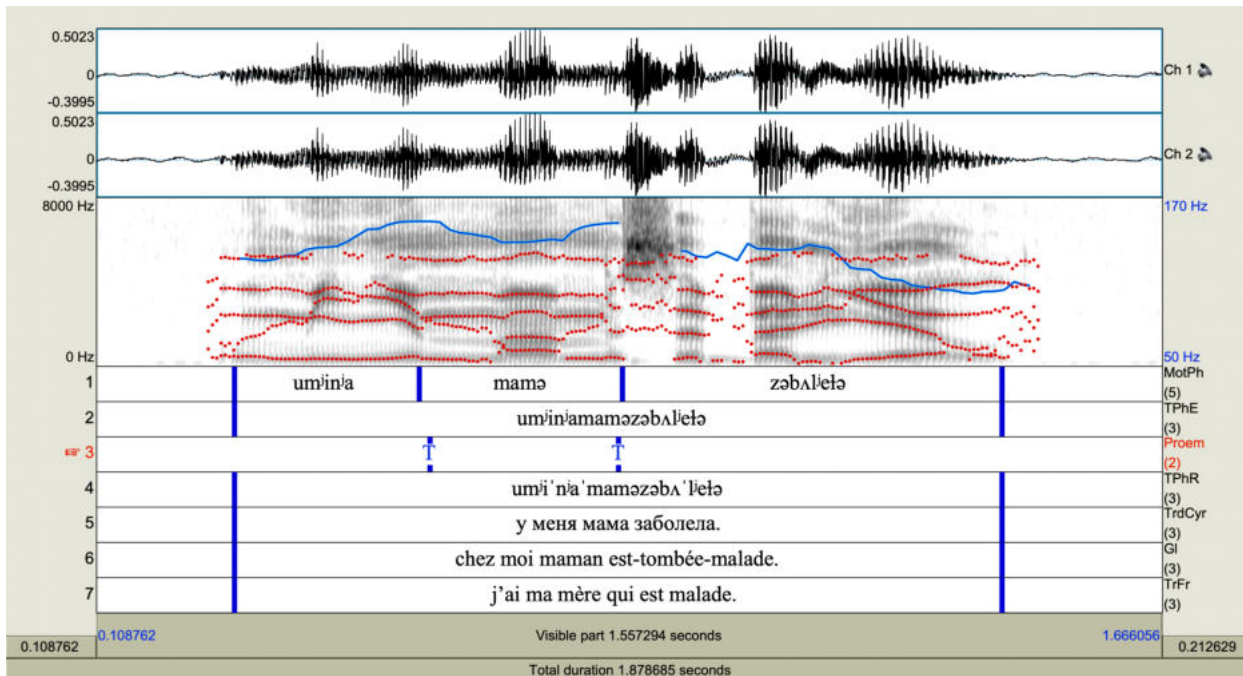 0.5023
0
-0.3995
Ch 1
0.5023
0
-0.3995
Ch 2
8000 Hz
170 Hz
0 Hz
50 Hz
1 umʲinʲa mamə zəbʌlʲeɫə MotPh (5)
2 umʲinʲamaməzəbʌlʲeɫə TPhE (3)
3 T T Proem (2)
4 umʲiˈnʲaˈmaməzəbʌˈlʲeɫə TPhR (3)
5 у меня мама заболела. TrdCyr (3)
6 chez moi maman est-tombée-malade. Gl (3)
7 j’ai ma mère qui est malade. TrFr (3)
0.108762 Visible part 1.557294 seconds 1.666056
0.108762 0.212629
Total duration 1.878685 seconds